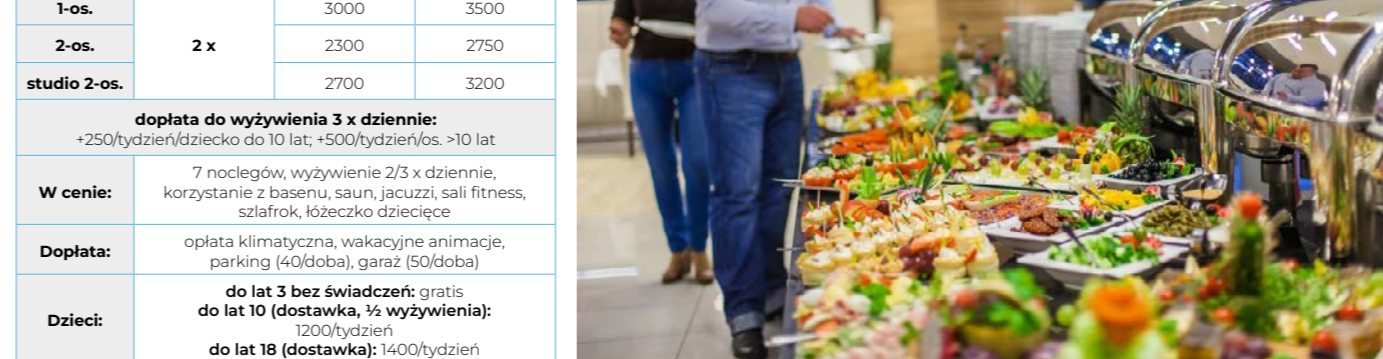 1-os. 3000 3500
2-os. 2 x 2300 2750
studio 2-os. 2700 3200
dopłata do wyżywienia 3 x dziennie:
+250/tydzień/dziecko do 10 lat; +500/tydzień/os. >10 lat
W cenie:
7 noclegów, wyżywienie 2/3 x dziennie,
korzystanie z basenu, saun, jacuzzi, sali fitness,
szlafrok, łóżeczko dziecięce
Dopłata:
opłata klimatyczna, wakacyjne animacje,
parking (40/doba), garaż (50/doba)
Dzieci:
do lat 3 bez świadczeń: gratis
do lat 10 (dostawka, ½ wyżywienia):
1200/tydzień
do lat 18 (dostawka): 1400/tydzień